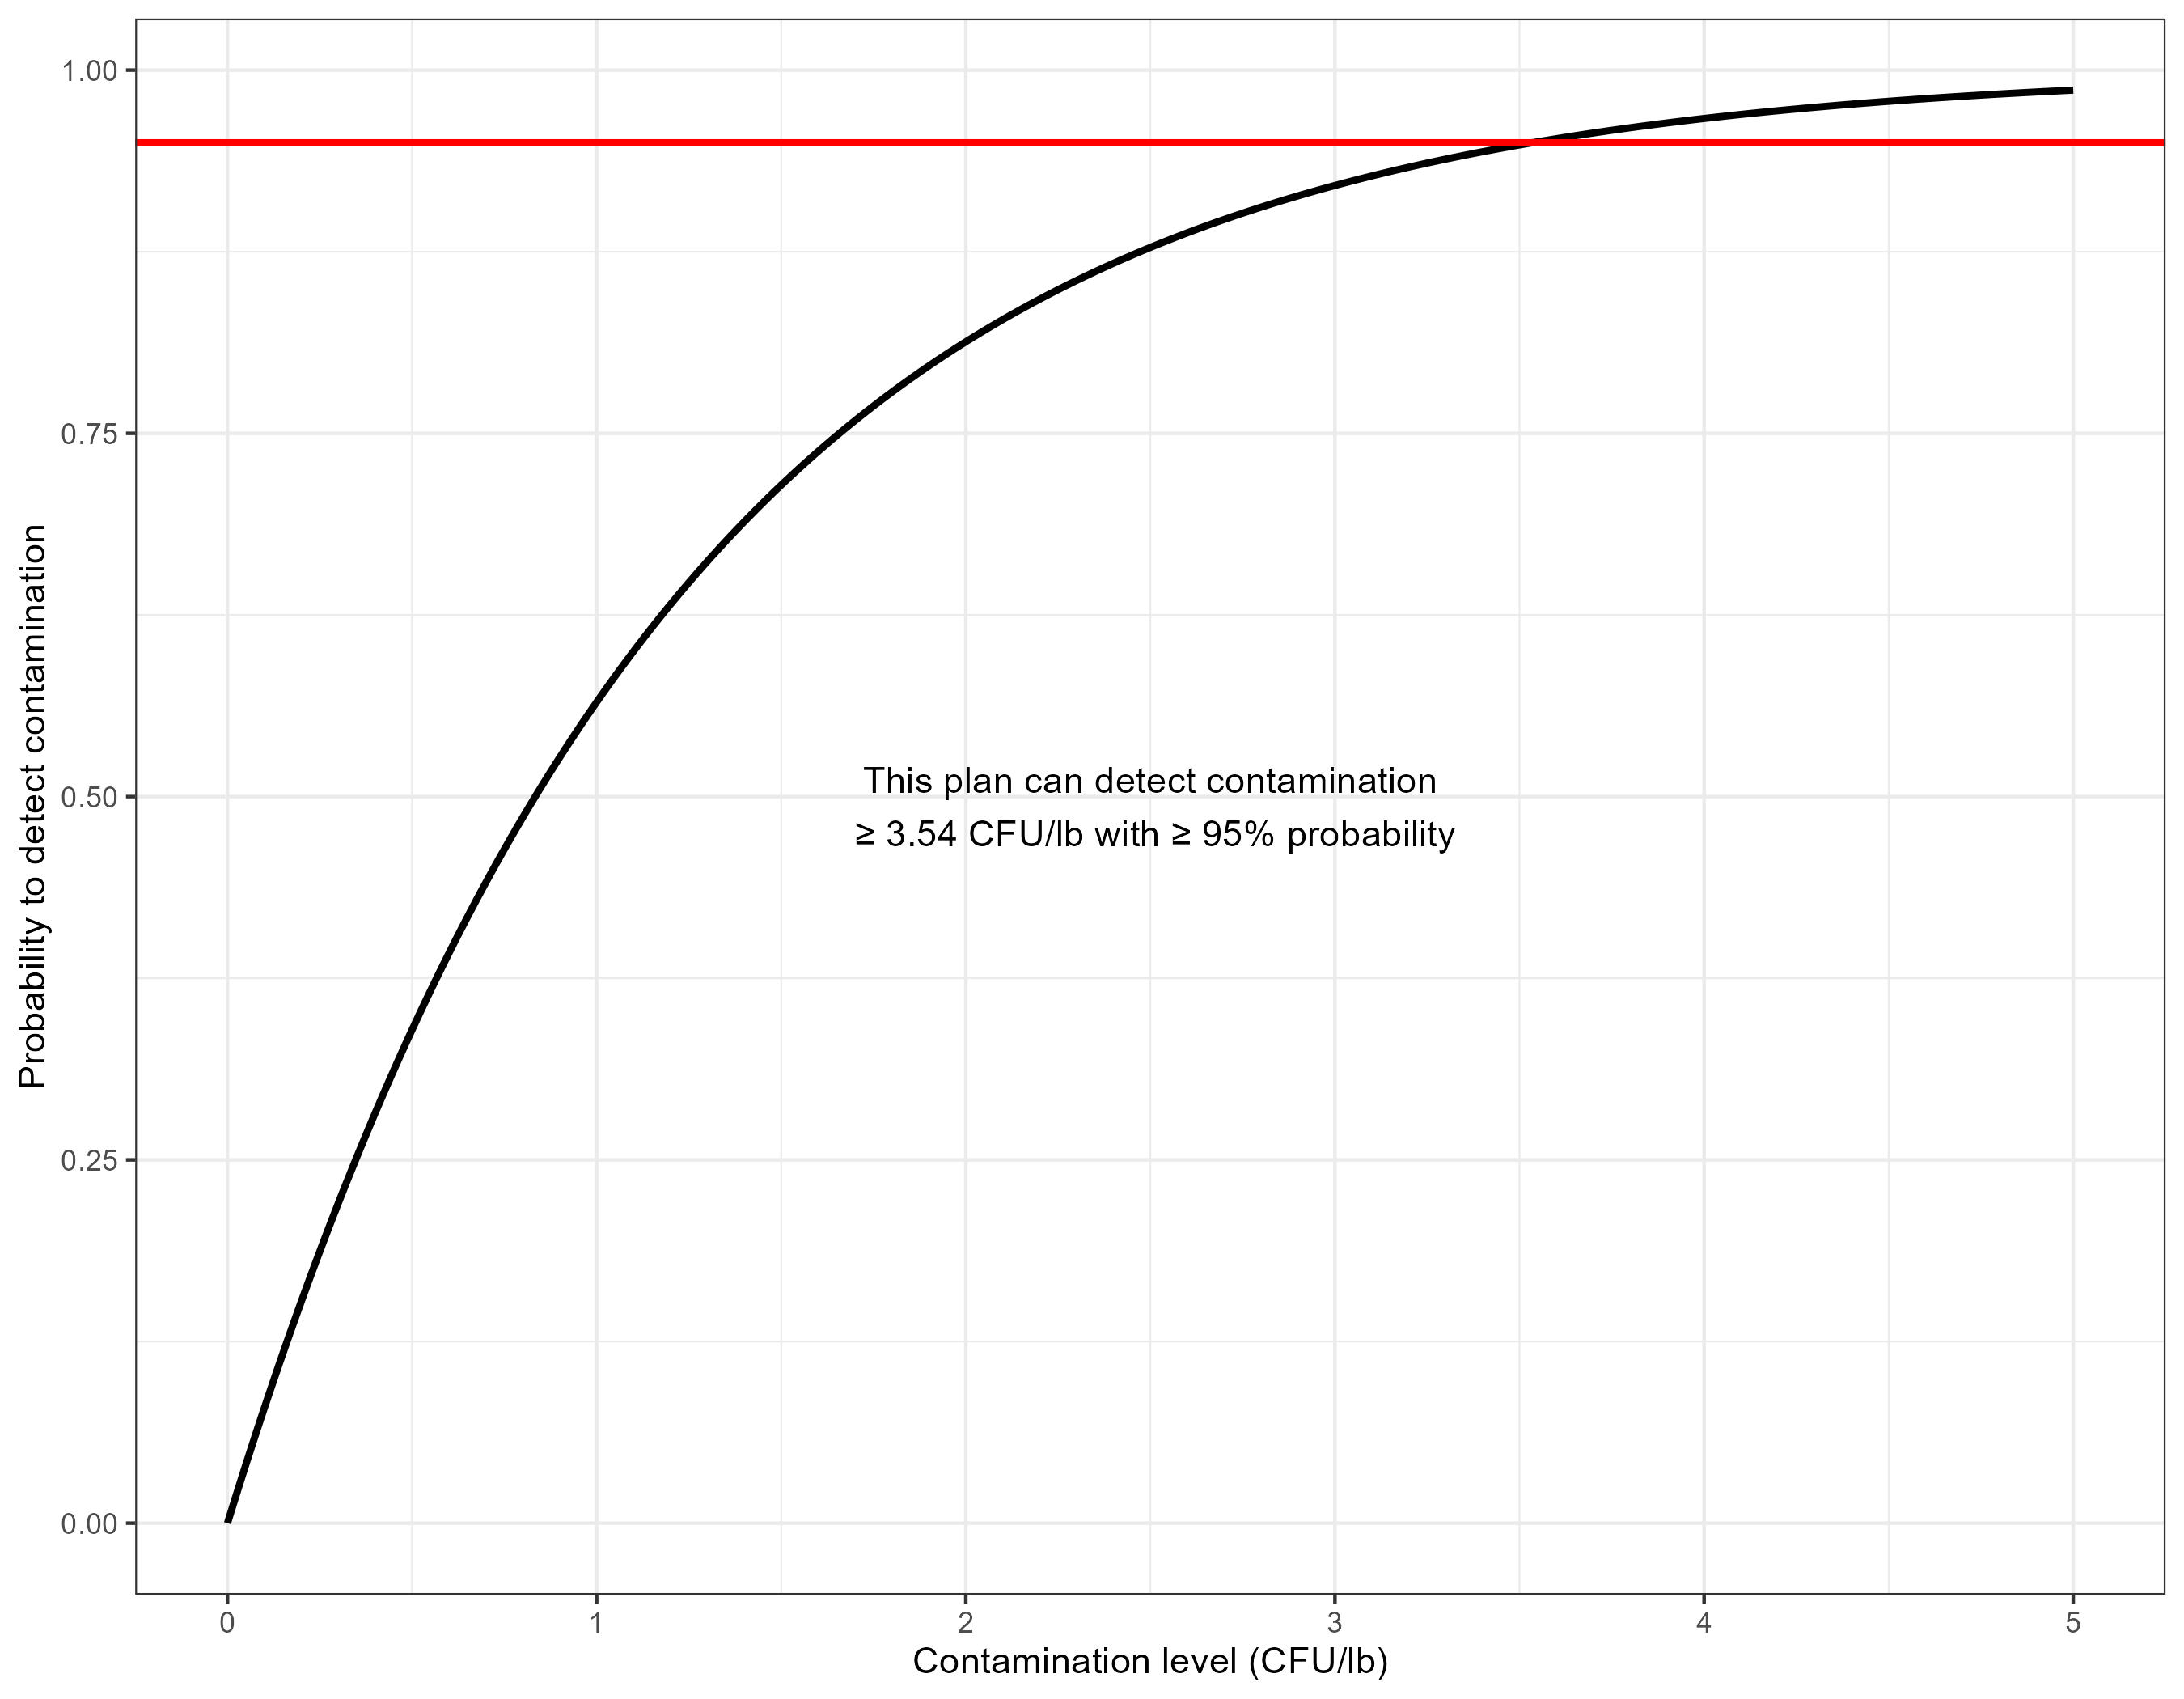 1.00
0.75
0.50
0.25
0.00
Probability to detect contamination
This plan can detect contamination
≥ 3.54 CFU/lb with ≥ 95% probability
0 1 2 3 4 5
Contamination level (CFU/lb)